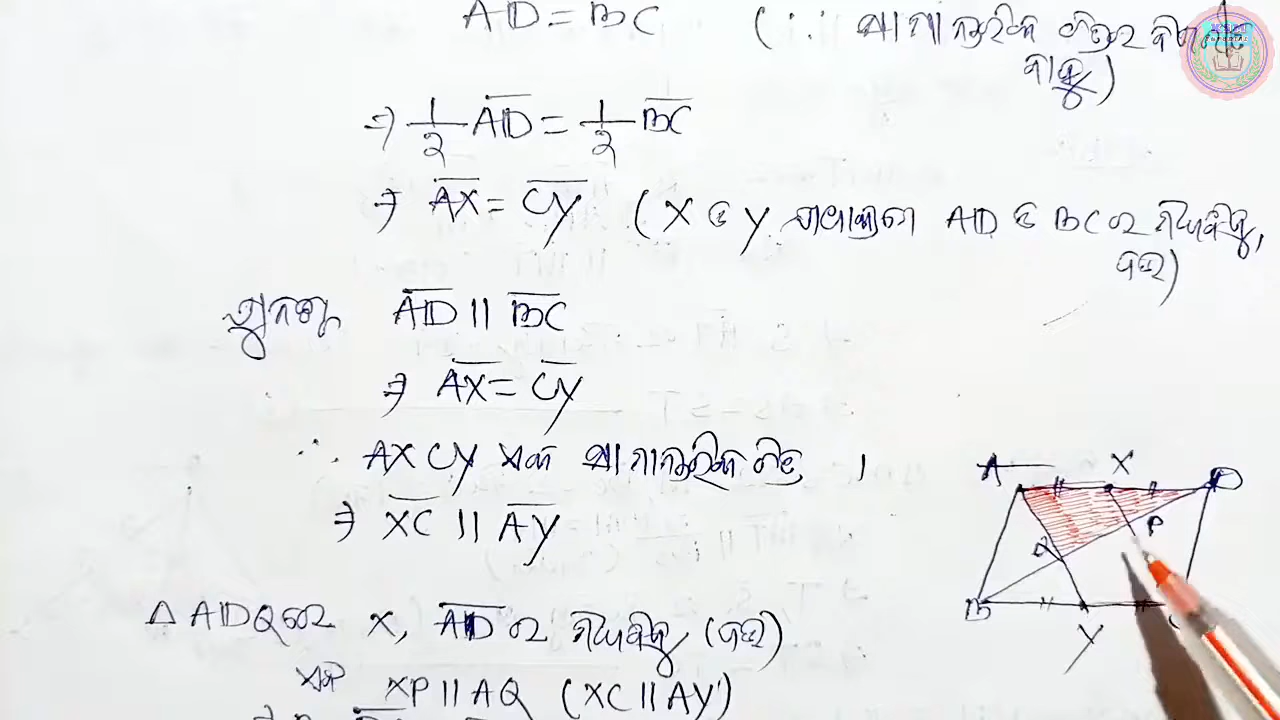 AD = BC (∵ ସାମାନ୍ତରିକ ଚିତ୍ରର
ବାହୁ)
⇒ 1/2 AD = 1/2 BC
⇒ AX = CY (X ଓ Y ଯଥାକ୍ରମେ AD ଓ BC ର ମଧ୍ୟବିନ୍ଦୁ,
ଦତ୍ତ)
ପୁନଶ୍ଚ AD || BC
⇒ AX = CY
∴ AXCY ଏକ ସାମାନ୍ତରିକ ଚିତ୍ର ।
⇒ XC || AY
A X D
P
Q
B Y C
△ADQ ରେ X, AD ର ମଧ୍ୟବିନ୍ଦୁ (ଦତ୍ତ)
ଏବଂ XP || AQ (XC || AY)